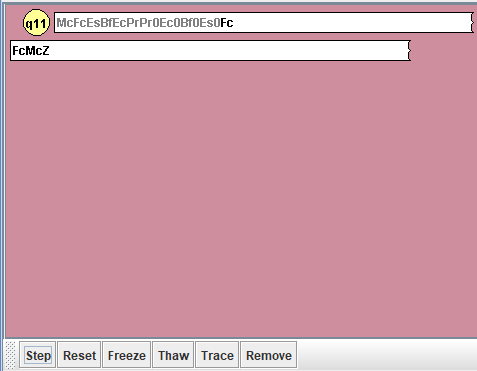 q11 McFcEsBfEcPrPr0Ec0Bf0Es0Fc
FcMcZ
Step Reset Freeze Thaw Trace Remove